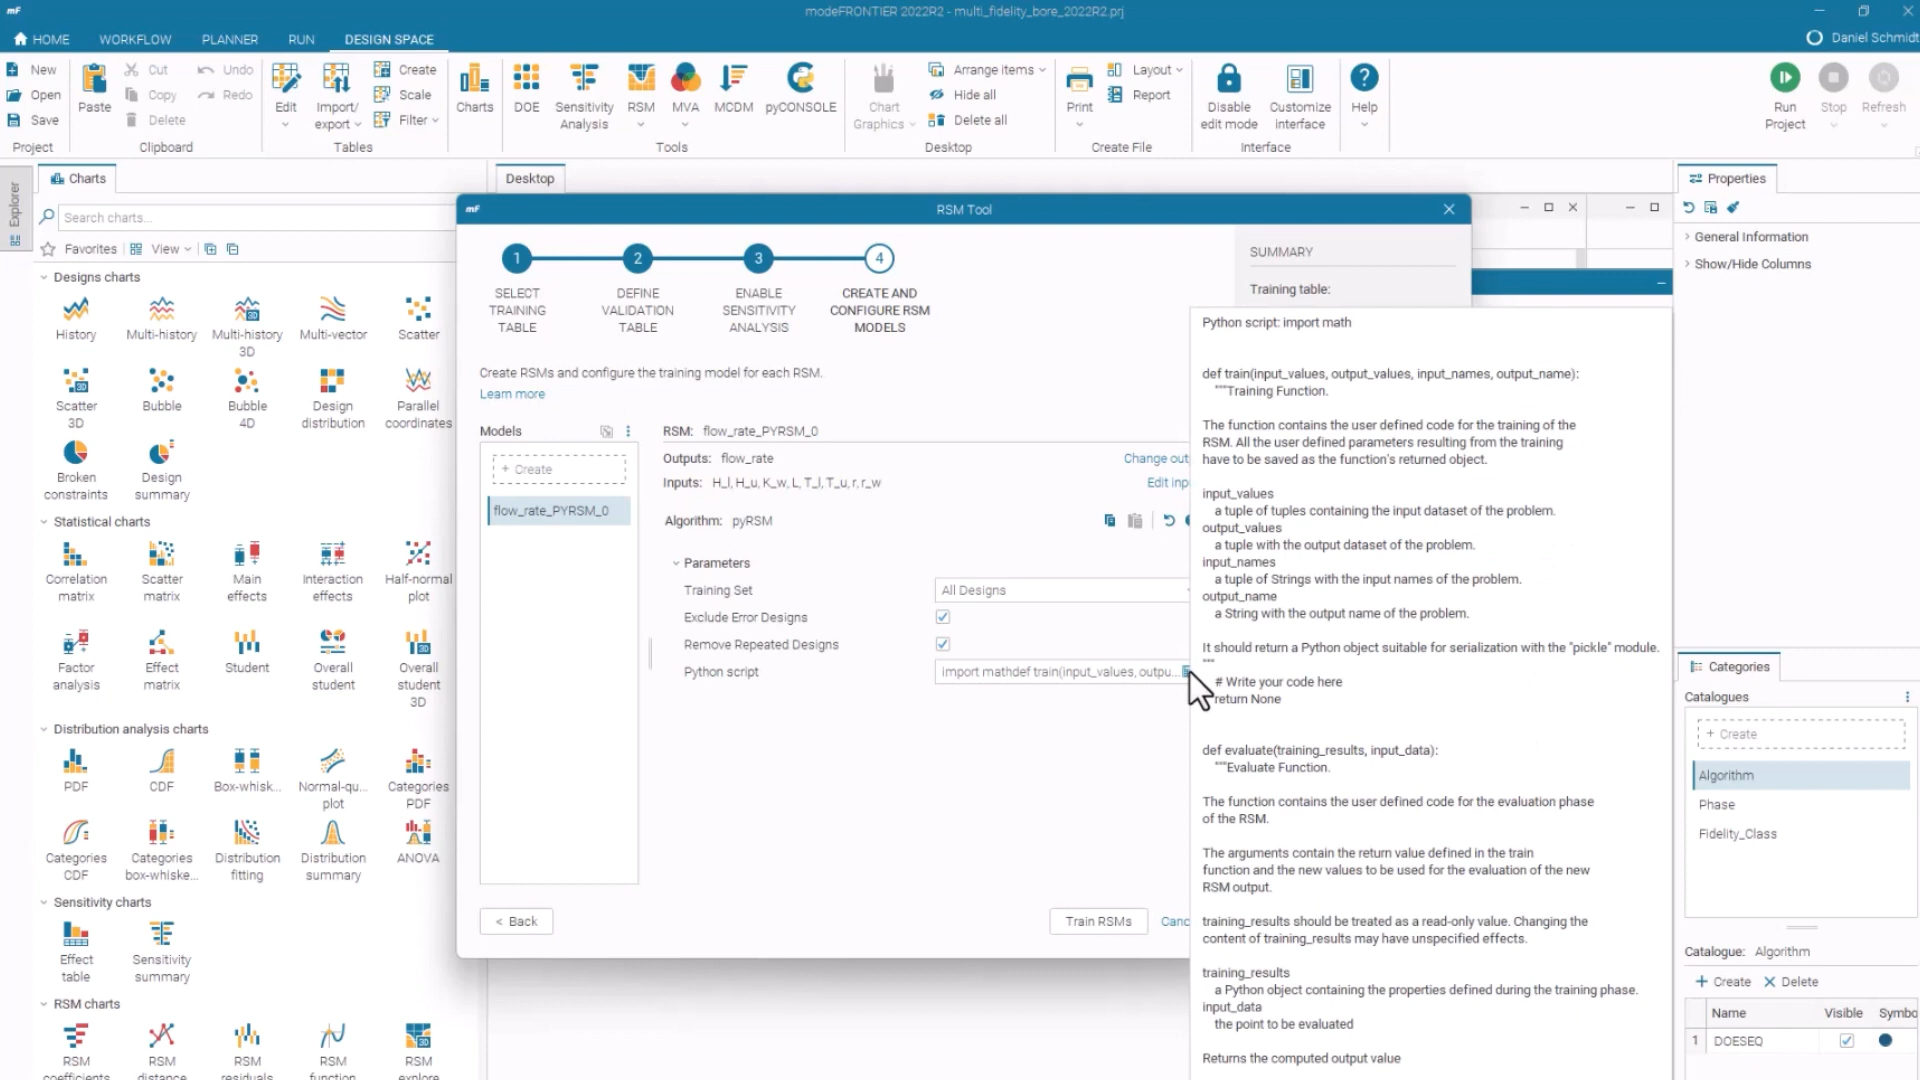 mF
modeFRONTIER 2022R2 - multi_fidelity_bore_2022R2.prj
HOME
WORKFLOW
PLANNER
RUN
DESIGN SPACE
Daniel Schmidt
New
Open
Save
Project
Paste
Cut
Copy
Delete
Undo
Redo
Clipboard
Edit
Import/
export
Create
Scale
Filter
Tables
Charts
DOE
Sensitivity
Analysis
RSM
MVA
MCDM
pyCONSOLE
Tools
Chart
Graphics
Arrange items
Hide all
Delete all
Desktop
Print
Layout
Report
Create File
Disable
edit mode
Customize
interface
Interface
Help
Run
Project
Stop
Refresh
Explorer
Charts
Search charts...
Favorites
View
Designs charts
History
Multi-history
Multi-history
3D
Multi-vector
Scatter
Scatter
3D
Bubble
Bubble
4D
Design
distribution
Parallel
coordinates
Broken
constraints
Design
summary
Statistical charts
Correlation
matrix
Scatter
matrix
Main
effects
Interaction
effects
Half-normal
plot
Factor
analysis
Effect
matrix
Student
Overall
student
Overall
student
3D
Distribution analysis charts
PDF
CDF
Box-whisk...
Normal-qu...
plot
Categories
PDF
Categories
CDF
Categories
box-whiske...
Distribution
fitting
Distribution
summary
ANOVA
Sensitivity charts
Effect
table
Sensitivity
summary
RSM charts
RSM
coefficients
RSM
distance
RSM
residuals
RSM
function
RSM
explore
Desktop
mF
RSM Tool
1
2
3
4
SELECT
TRAINING
TABLE
DEFINE
VALIDATION
TABLE
ENABLE
SENSITIVITY
ANALYSIS
CREATE AND
CONFIGURE RSM
MODELS
SUMMARY
Training table:
Create RSMs and configure the training model for each RSM.
Learn more
Models
+ Create
flow_rate_PYRSM_0
RSM: flow_rate_PYRSM_0
Outputs: flow_rate
Change out
Inputs: H_l, H_u, K_w, L, T_l, T_u, r, r_w
Edit inp
Algorithm: pyRSM
Parameters
Training Set
All Designs
Exclude Error Designs
Remove Repeated Designs
Python script
import mathdef train(input_values, outpu...
< Back
Train RSMs
Canc
Python script: import math
def train(input_values, output_values, input_names, output_name):
"""Training Function.
The function contains the user defined code for the training of the
RSM. All the user defined parameters resulting from the training
have to be saved as the function's returned object.
input_values
a tuple of tuples containing the input dataset of the problem.
output_values
a tuple with the output dataset of the problem.
input_names
a tuple of Strings with the input names of the problem.
output_name
a String with the output name of the problem.
It should return a Python object suitable for serialization with the "pickle" module.
"""
# Write your code here
return None
def evaluate(training_results, input_data):
"""Evaluate Function.
The function contains the user defined code for the evaluation phase
of the RSM.
The arguments contain the return value defined in the train
function and the new values to be used for the evaluation of the new
RSM output.
training_results should be treated as a read-only value. Changing the
content of training_results may have unspecified effects.
training_results
a Python object containing the properties defined during the training phase.
input_data
the point to be evaluated
Returns the computed output value
Properties
General Information
Show/Hide Columns
Categories
Catalogues
+ Create
Algorithm
Phase
Fidelity_Class
Catalogue: Algorithm
+ Create
Delete
Name
Visible
Symbo
1
DOESEQ